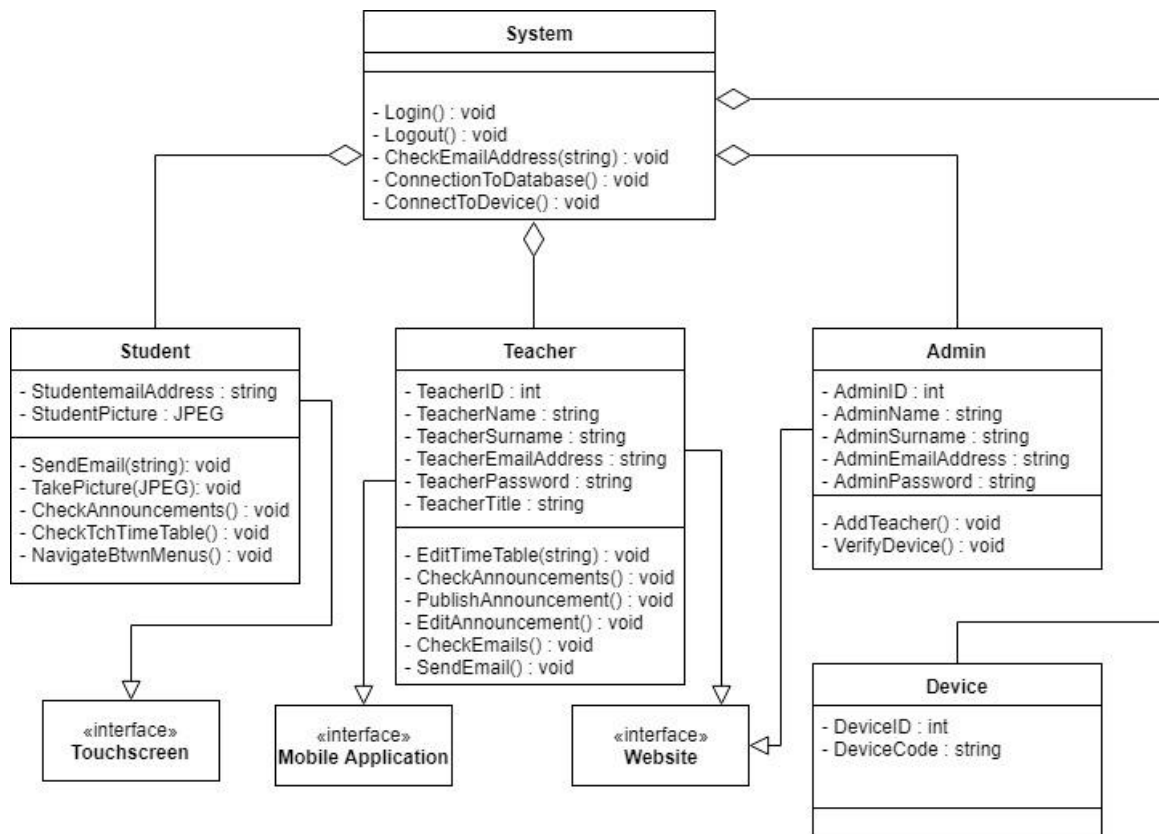 System
- Login() : void
- Logout() : void
- CheckEmailAddress(string) : void
- ConnectionToDatabase() : void
- ConnectToDevice() : void
Student
- StudentemailAddress : string
- StudentPicture : JPEG
- SendEmail(string): void
- TakePicture(JPEG): void
- CheckAnnouncements() : void
- CheckTchTimeTable() : void
- NavigateBtwnMenus() : void
Teacher
- TeacherID : int
- TeacherName : string
- TeacherSurname : string
- TeacherEmailAddress : string
- TeacherPassword : string
- TeacherTitle : string
- EditTimeTable(string) : void
- CheckAnnouncements() : void
- PublishAnnouncement() : void
- EditAnnouncement() : void
- CheckEmails() : void
- SendEmail() : void
Admin
- AdminID : int
- AdminName : string
- AdminSurname : string
- AdminEmailAddress : string
- AdminPassword : string
- AddTeacher() : void
- VerifyDevice() : void
«interface»
Touchscreen
«interface»
Mobile Application
«interface»
Website
Device
- DeviceID : int
- DeviceCode : string